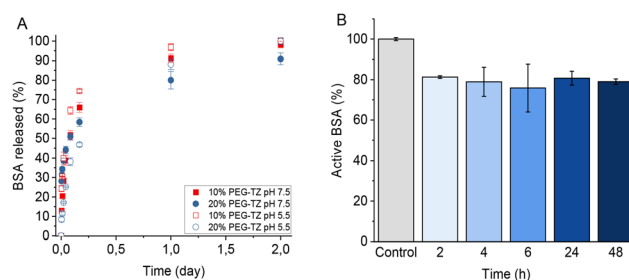 A
BSA released (%)
100
90
80
70
60
50
40
30
20
10
0
0,0 0,5 1,0 1,5 2,0
Time (day)
10% PEG-TZ pH 7.5
20% PEG-TZ pH 7.5
10% PEG-TZ pH 5.5
20% PEG-TZ pH 5.5
B
Active BSA (%)
100
80
60
40
20
0
Control 2 4 6 24 48
Time (h)